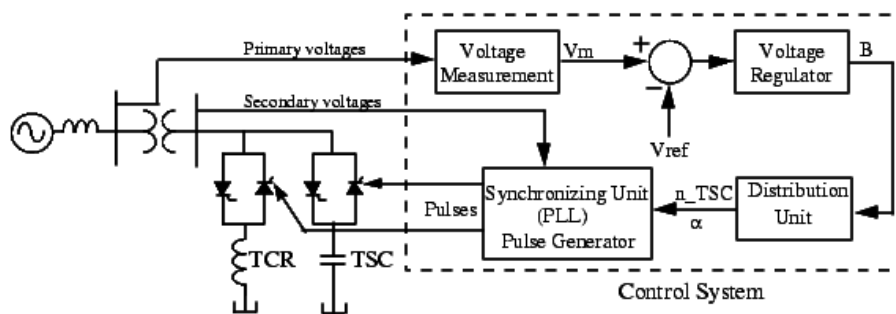 Primary voltages
Voltage
Measurement
Vm
+
−
Voltage
Regulator
B
Secondary voltages
Vref
Synchronizing Unit
(PLL)
Pulse Generator
n_TSC
α
Distribution
Unit
Pulses
TCR
TSC
Control System